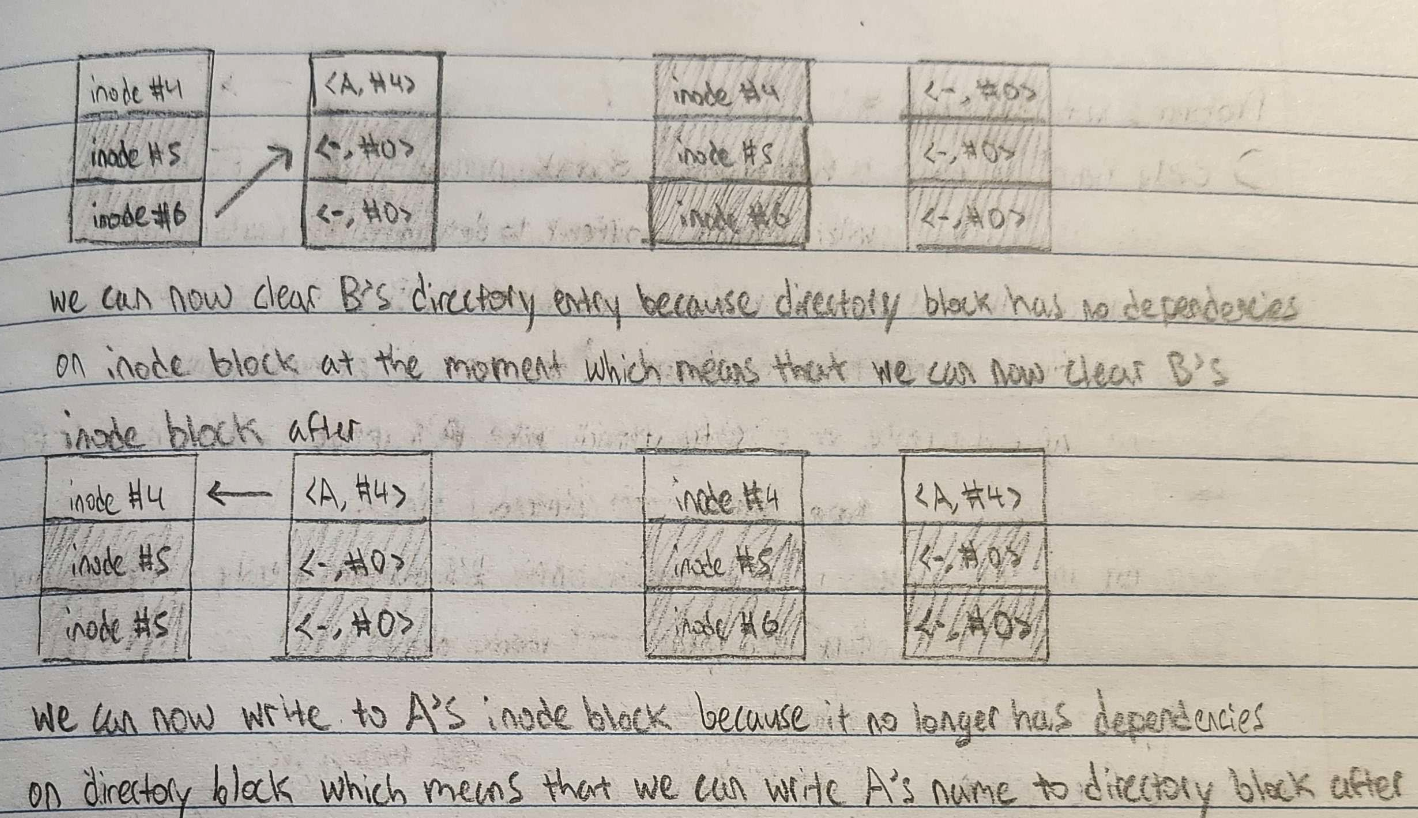 inode #4 <A, #4> inode #4 <-, #0>
inode #5 <-, #0> inode #5 <-, #0>
inode #6 <-, #0> inode #6 <-, #0>
we can now clear B's directory entry because directory block has no dependencies
on inode block at the moment which means that we can now clear B's
inode block after
inode #4 <A, #4> inode #4 <A, #4>
inode #5 <-, #0> inode #5 <-, #0>
inode #5 <-, #0> inode #6 <-, #0>
we can now write to A's inode block because it no longer has dependencies
on directory block which means that we can write A's name to directory block after